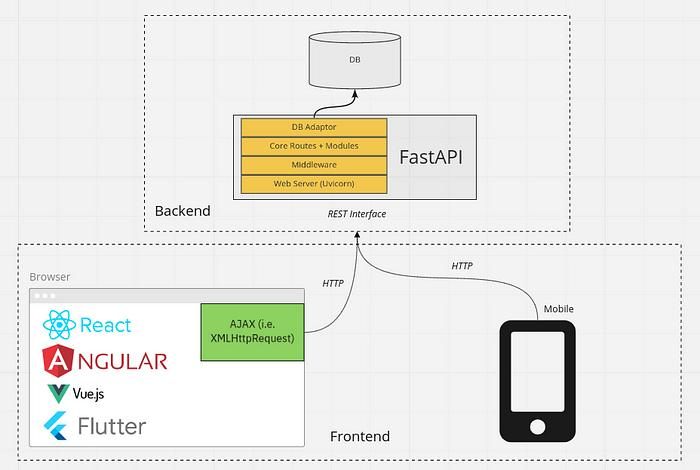 DB
DB Adaptor
Core Routes + Modules
Middleware
Web Server (Uvicorn)
FastAPI
Backend
REST Interface
HTTP
HTTP
Browser
Mobile
React
AJAX (i.e.
XMLHttpRequest)
ANGULAR
Vue.js
Flutter
Frontend